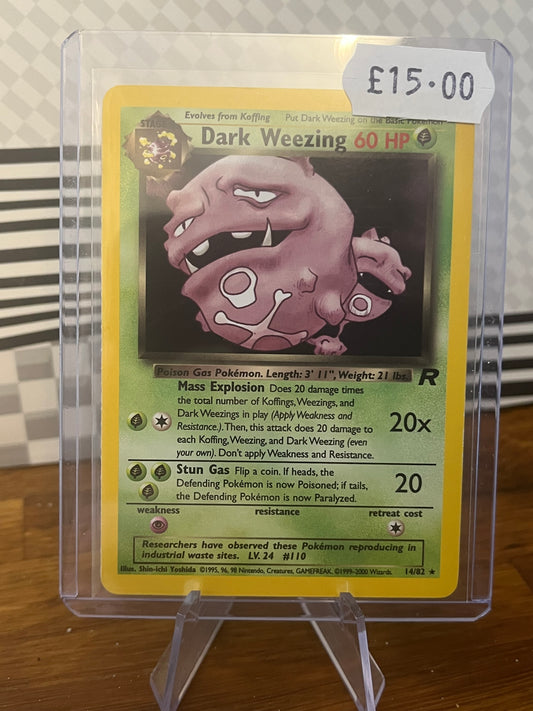 £15.00
Evolves from Koffing
Put Dark Weezing on the Basic Pokémon
STAGE
Dark Weezing 60 HP
Poison Gas Pokémon. Length: 3' 11", Weight: 21 lbs.
R
Mass Explosion Does 20 damage times
the total number of Koffings, Weezings, and
Dark Weezings in play (Apply Weakness and
Resistance.). Then, this attack does 20 damage to
each Koffing, Weezing, and Dark Weezing (even
your own). Don't apply Weakness and Resistance.
20x
Stun Gas Flip a coin. If heads, the
Defending Pokémon is now Poisoned; if tails,
the Defending Pokémon is now Paralyzed.
20
weakness resistance retreat cost
Researchers have observed these Pokémon reproducing in
industrial waste sites. LV. 24 #110
Illus. Shin-ichi Yoshida ©1995, 96, 98 Nintendo, Creatures, GAMEFREAK. ©1999-2000 Wizards. 14/82 ★